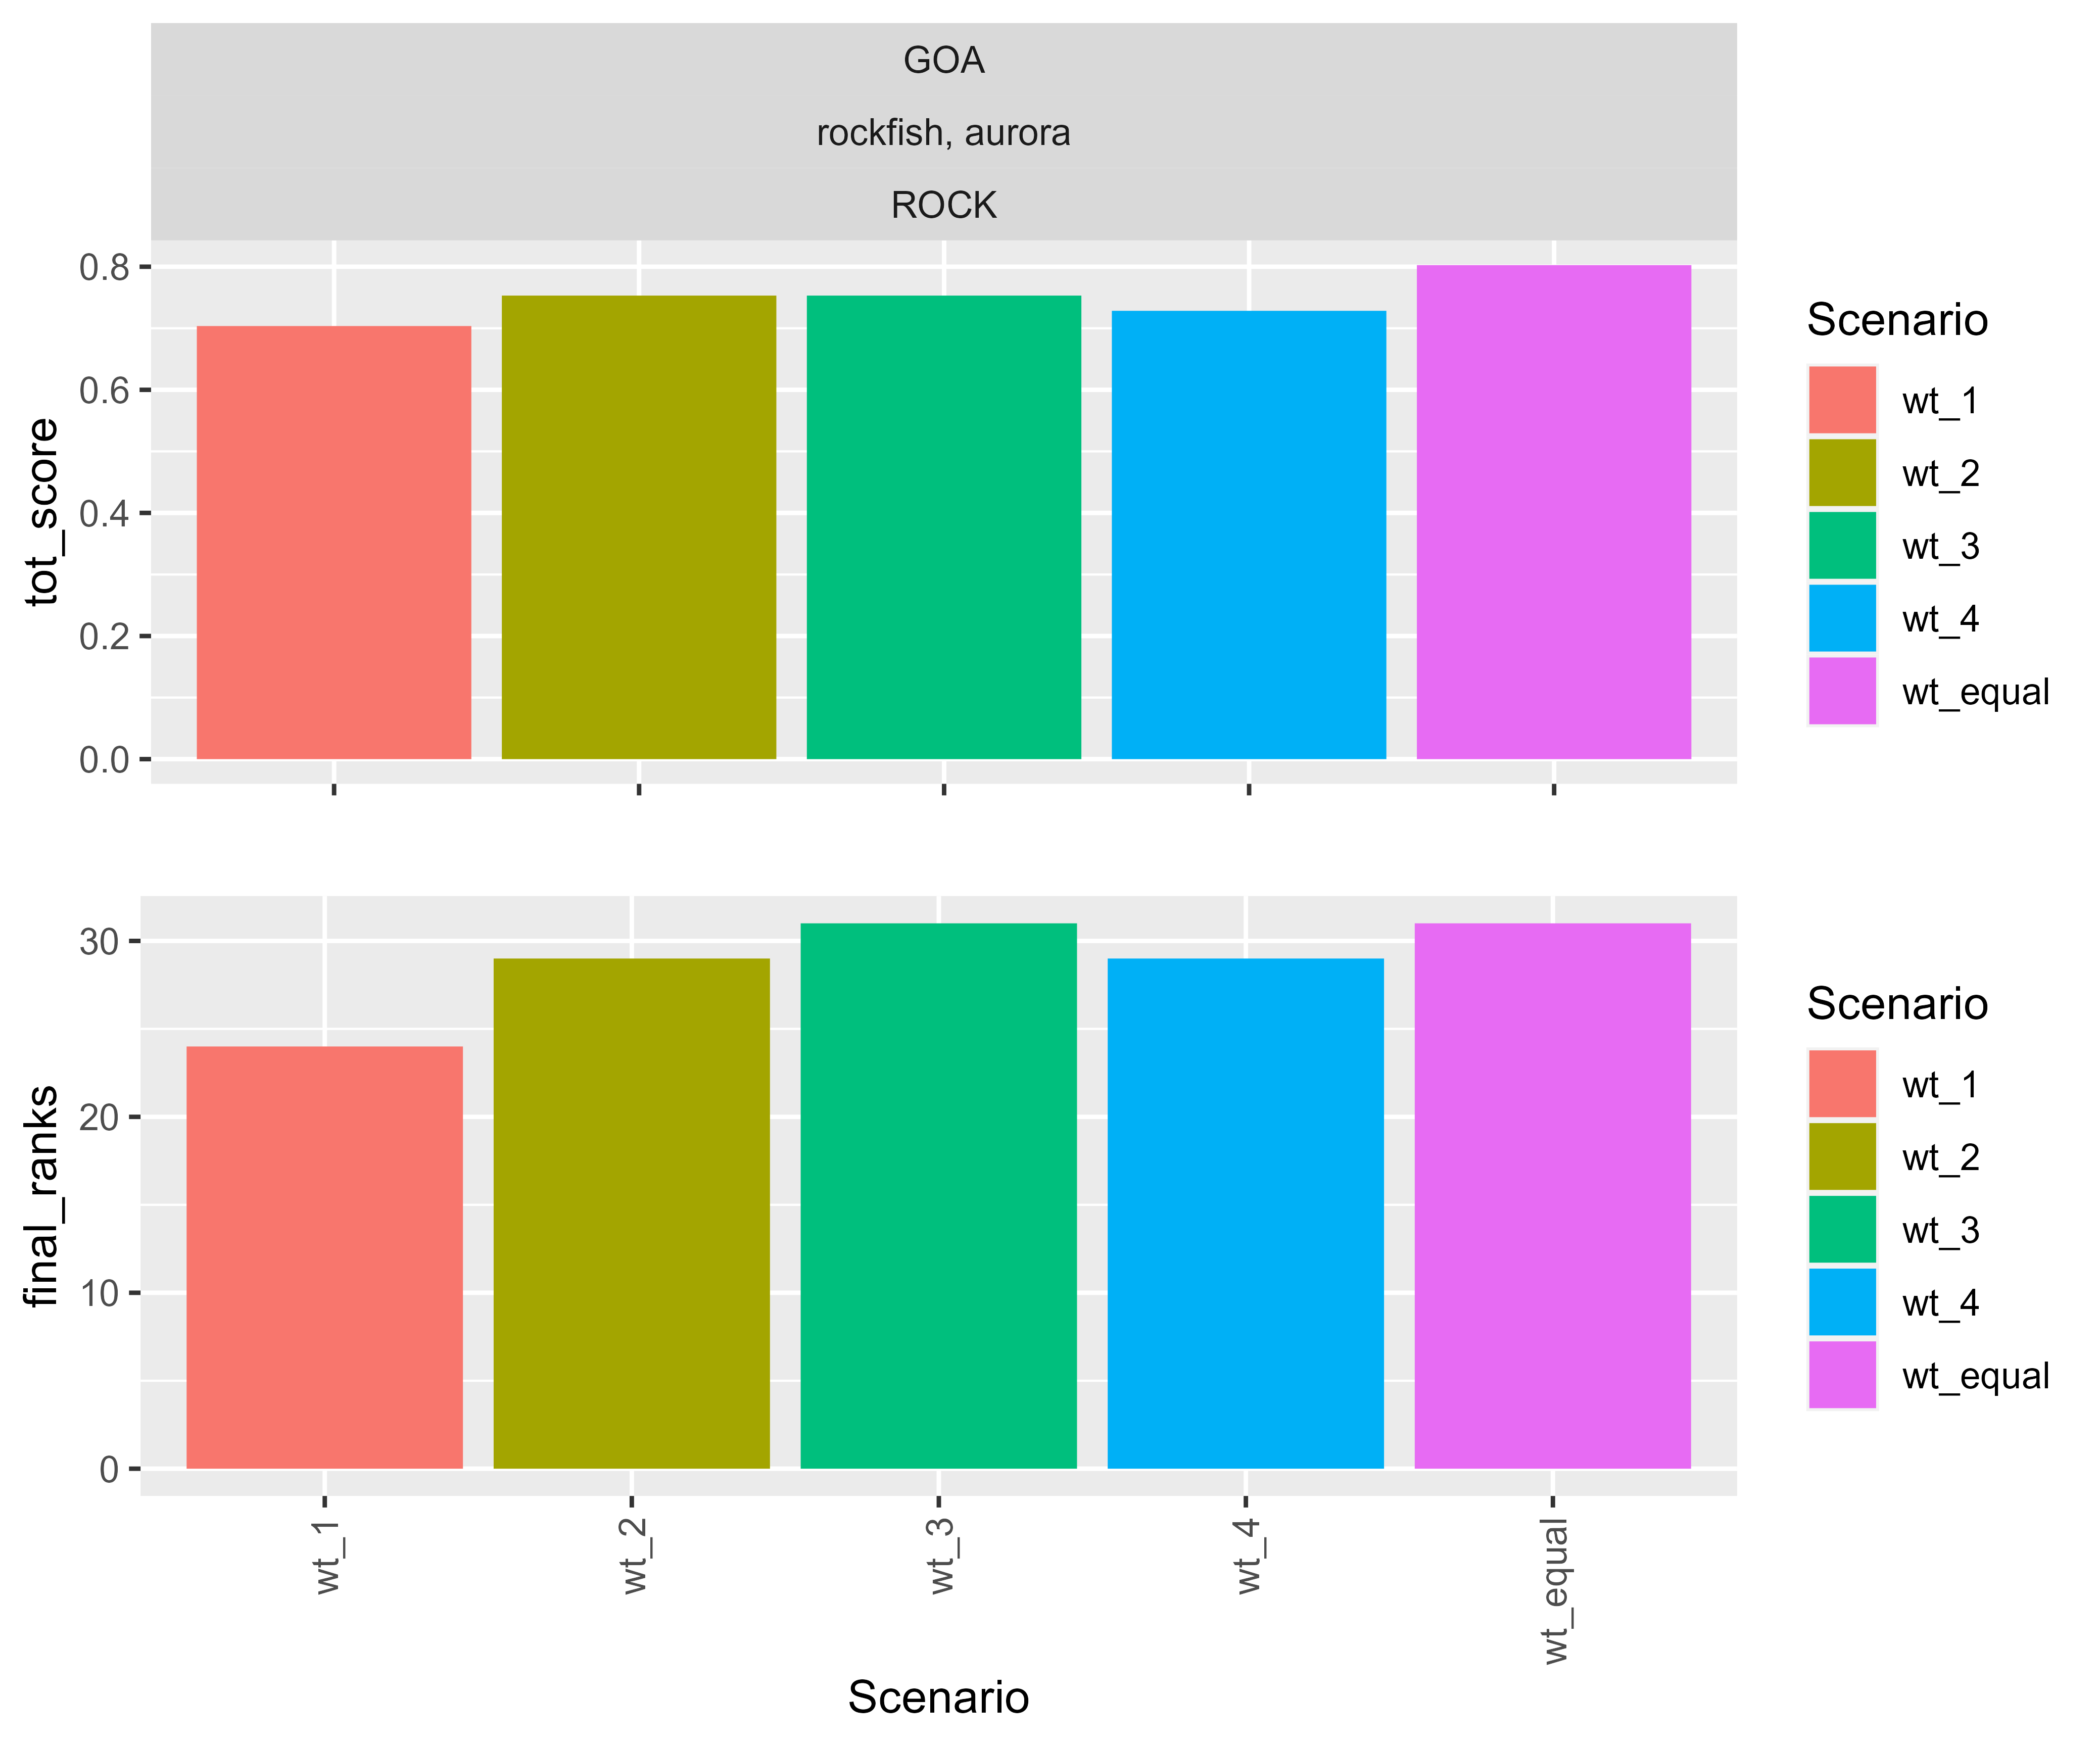 GOA
rockfish, aurora
ROCK
tot_score
0.8
0.6
0.4
0.2
0.0
Scenario
wt_1
wt_2
wt_3
wt_4
wt_equal
final_ranks
30
20
10
0
wt_1
wt_2
wt_3
wt_4
wt_equal
Scenario
Scenario
wt_1
wt_2
wt_3
wt_4
wt_equal